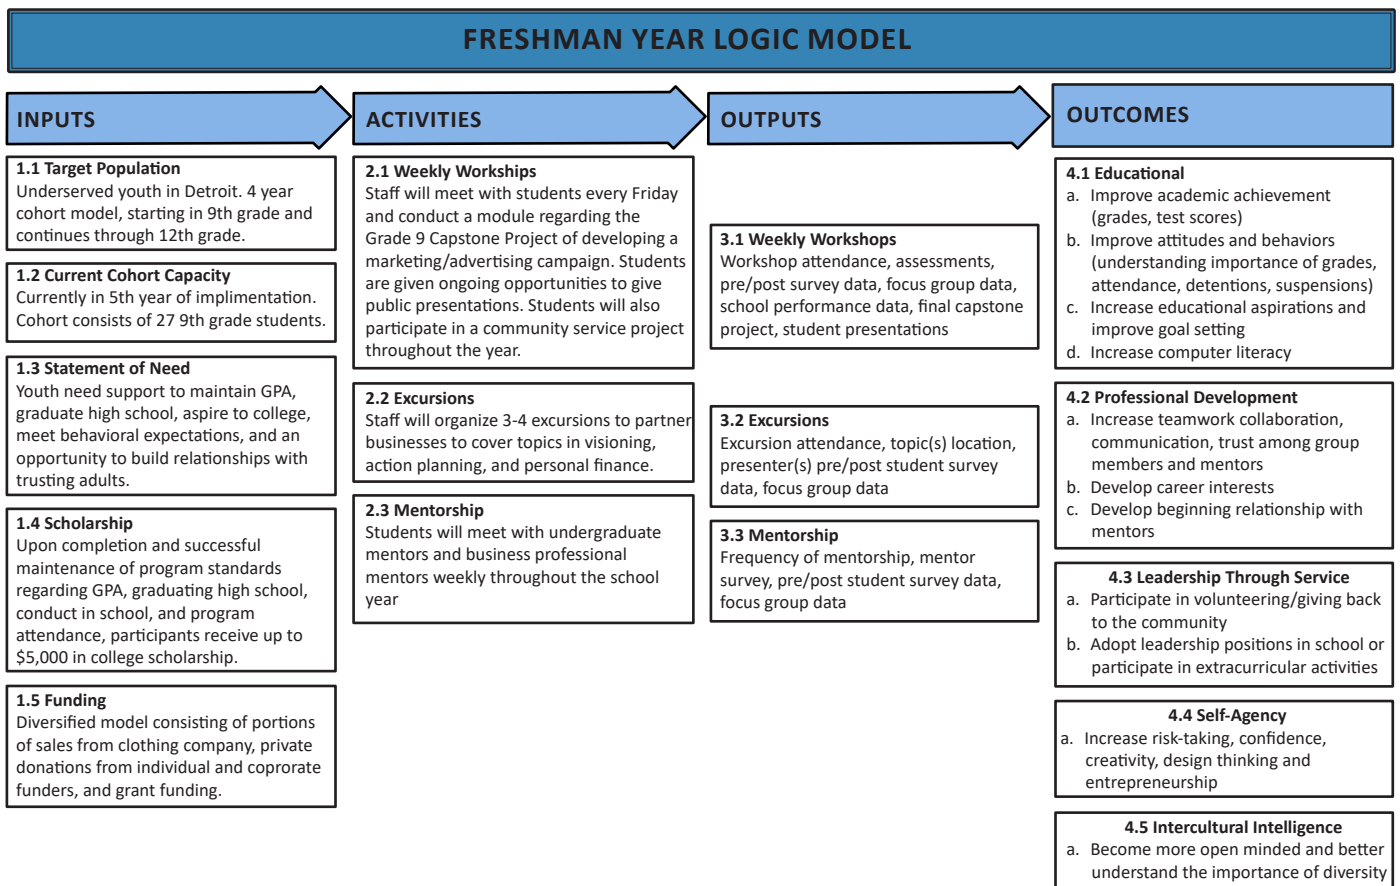 FRESHMAN YEAR LOGIC MODEL
INPUTS
1.1 Target Population
Underserved youth in Detroit. 4 year
cohort model, starting in 9th grade and
continues through 12th grade.
1.2 Current Cohort Capacity
Currently in 5th year of implimentation.
Cohort consists of 27 9th grade students.
1.3 Statement of Need
Youth need support to maintain GPA,
graduate high school, aspire to college,
meet behavioral expectations, and an
opportunity to build relationships with
trusting adults.
1.4 Scholarship
Upon completion and successful
maintenance of program standards
regarding GPA, graduating high school,
conduct in school, and program
attendance, participants receive up to
$5,000 in college scholarship.
1.5 Funding
Diversified model consisting of portions
of sales from clothing company, private
donations from individual and coprorate
funders, and grant funding.
ACTIVITIES
2.1 Weekly Workships
Staff will meet with students every Friday
and conduct a module regarding the
Grade 9 Capstone Project of developing a
marketing/advertising campaign. Students
are given ongoing opportunities to give
public presentations. Students will also
participate in a community service project
throughout the year.
2.2 Excursions
Staff will organize 3-4 excursions to partner
businesses to cover topics in visioning,
action planning, and personal finance.
2.3 Mentorship
Students will meet with undergraduate
mentors and business professional
mentors weekly throughout the school
year
OUTPUTS
3.1 Weekly Workshops
Workshop attendance, assessments,
pre/post survey data, focus group data,
school performance data, final capstone
project, student presentations
3.2 Excursions
Excursion attendance, topic(s) location,
presenter(s) pre/post student survey
data, focus group data
3.3 Mentorship
Frequency of mentorship, mentor
survey, pre/post student survey data,
focus group data
OUTCOMES
4.1 Educational
a. Improve academic achievement
(grades, test scores)
b. Improve attitudes and behaviors
(understanding importance of grades,
attendance, detentions, suspensions)
c. Increase educational aspirations and
improve goal setting
d. Increase computer literacy
4.2 Professional Development
a. Increase teamwork collaboration,
communication, trust among group
members and mentors
b. Develop career interests
c. Develop beginning relationship with
mentors
4.3 Leadership Through Service
a. Participate in volunteering/giving back
to the community
b. Adopt leadership positions in school or
participate in extracurricular activities
4.4 Self-Agency
a. Increase risk-taking, confidence,
creativity, design thinking and
entrepreneurship
4.5 Intercultural Intelligence
a. Become more open minded and better
understand the importance of diversity